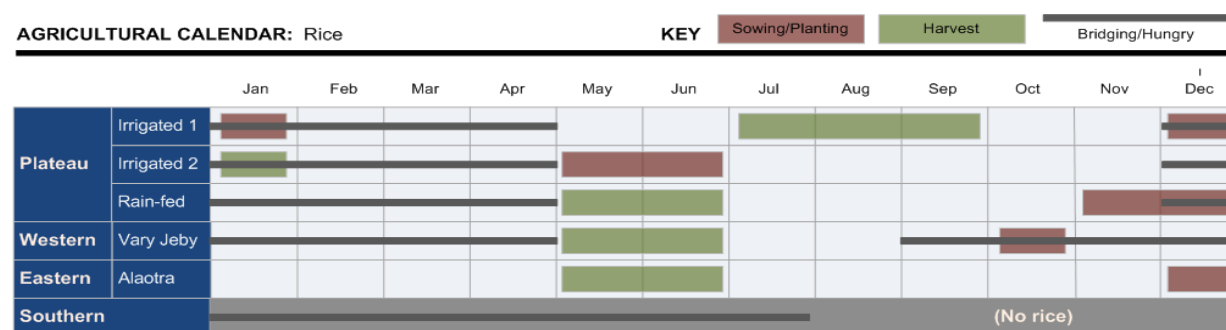 AGRICULTURAL CALENDAR: Rice KEY Sowing/Planting Harvest Bridging/Hungry
Jan Feb Mar Apr May Jun Jul Aug Sep Oct Nov Dec
Plateau
Irrigated 1
Irrigated 2
Rain-fed
Western Vary Jeby
Eastern Alaotra
Southern (No rice)